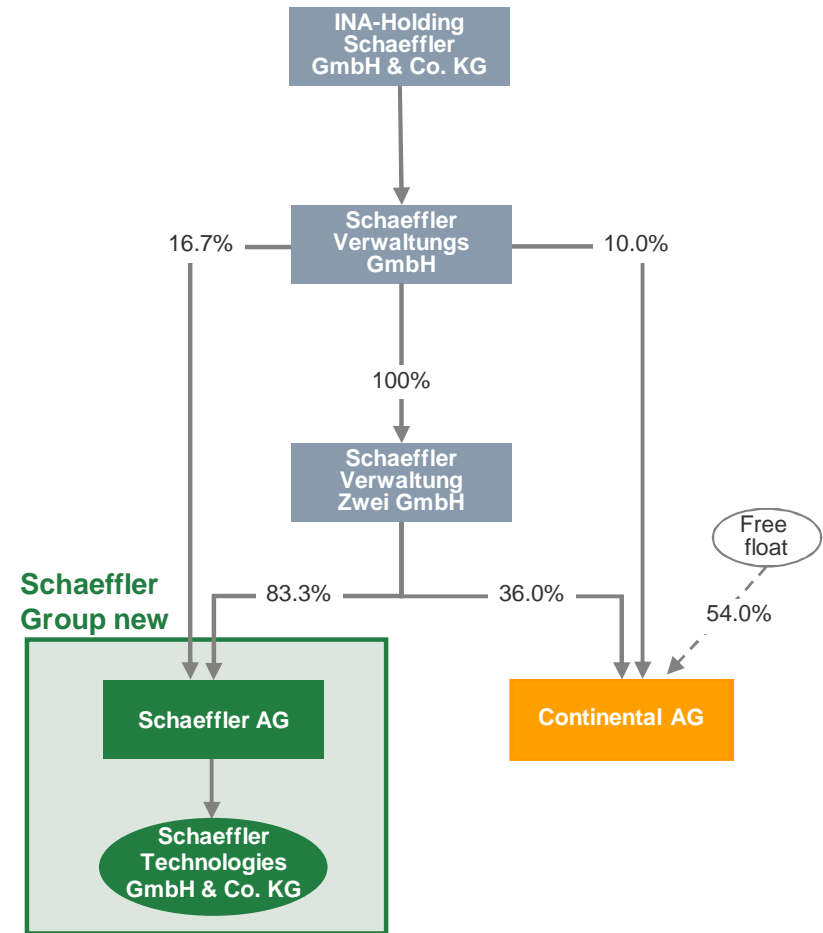 INA-Holding
Schaeffler
GmbH & Co. KG
16.7%
Schaeffler
Verwaltungs
GmbH
10.0%
100%
Schaeffler
Verwaltung
Zwei GmbH
Free
float
Schaeffler
Group new
83.3%
36.0%
54.0%
Schaeffler AG
Continental AG
Schaeffler
Technologies
GmbH & Co. KG